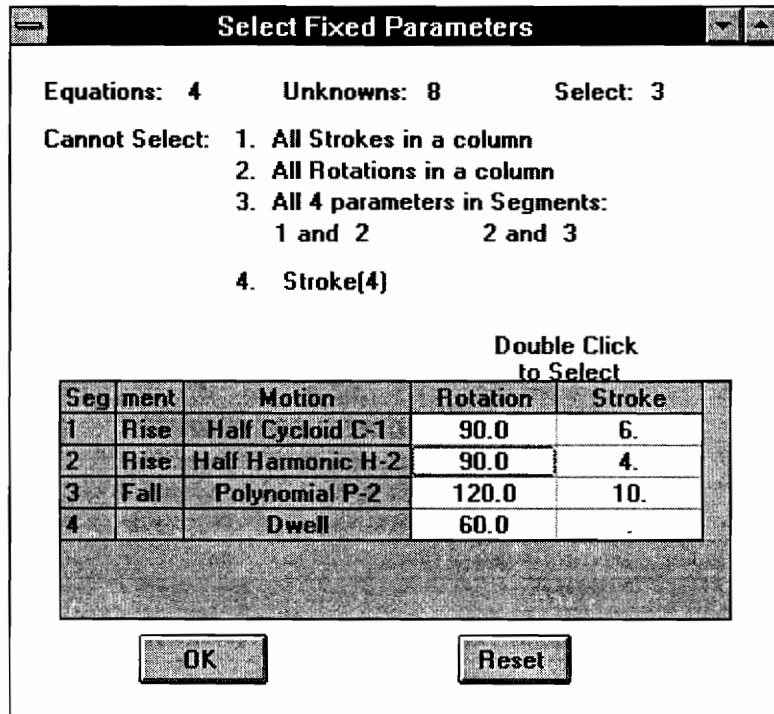 Select Fixed Parameters
Equations: 4 Unknowns: 8 Select: 3
Cannot Select: 1. All Strokes in a column
2. All Rotations in a column
3. All 4 parameters in Segments:
1 and 2 2 and 3
4. Stroke(4)
Double Click
to Select
Seg ment Motion Rotation Stroke
1 Rise Half Cycloid C-1 90.0 6.
2 Rise Half Harmonic H-2 90.0 4.
3 Fall Polynomial P-2 120.0 10.
4 Dwell 60.0 .
OK Reset